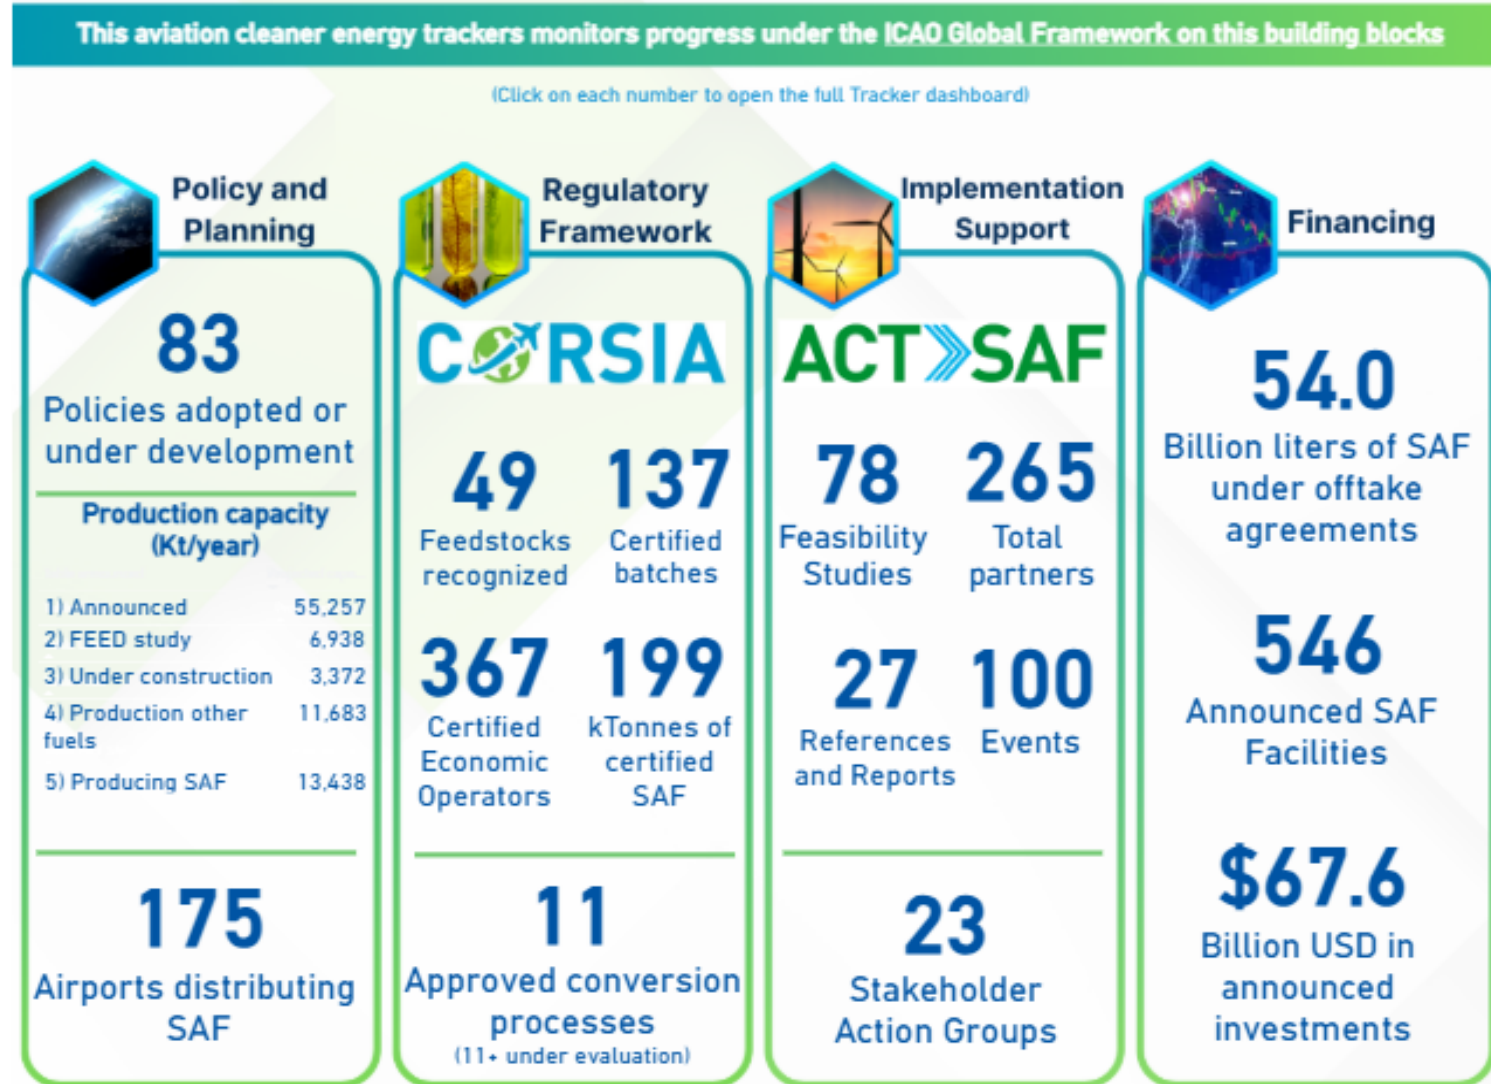 This aviation cleaner energy trackers monitors progress under the ICAO Global Framework on this building blocks
(Click on each number to open the full Tracker dashboard)
Policy and
Planning
83
Policies adopted or
under development
Production capacity
(Kt/year)
1) Announced 55,257
2) FEED study 6,938
3) Under construction 3,372
4) Production other 11,683
fuels
5) Producing SAF 13,438
175
Airports distributing
SAF
Regulatory
Framework
CORSIA
49 137
Feedstocks Certified
recognized batches
367 199
Certified kTonnes of
Economic certified
Operators SAF
11
Approved conversion
processes
(11+ under evaluation)
Implementation
Support
ACT SAF
78 265
Feasibility Total
Studies partners
27 100
References Events
and Reports
23
Stakeholder
Action Groups
Financing
54.0
Billion liters of SAF
under offtake
agreements
546
Announced SAF
Facilities
$67.6
Billion USD in
announced
investments